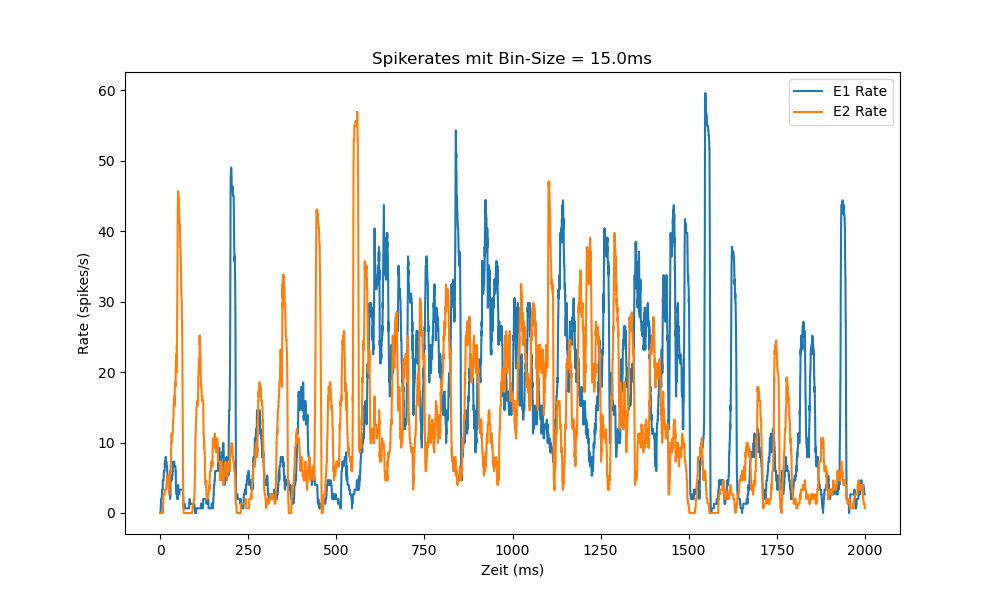 Spikerates mit Bin-Size = 15.0ms
E1 Rate
E2 Rate
60
50
40
30
20
10
0
Rate (spikes/s)
0 250 500 750 1000 1250 1500 1750 2000
Zeit (ms)